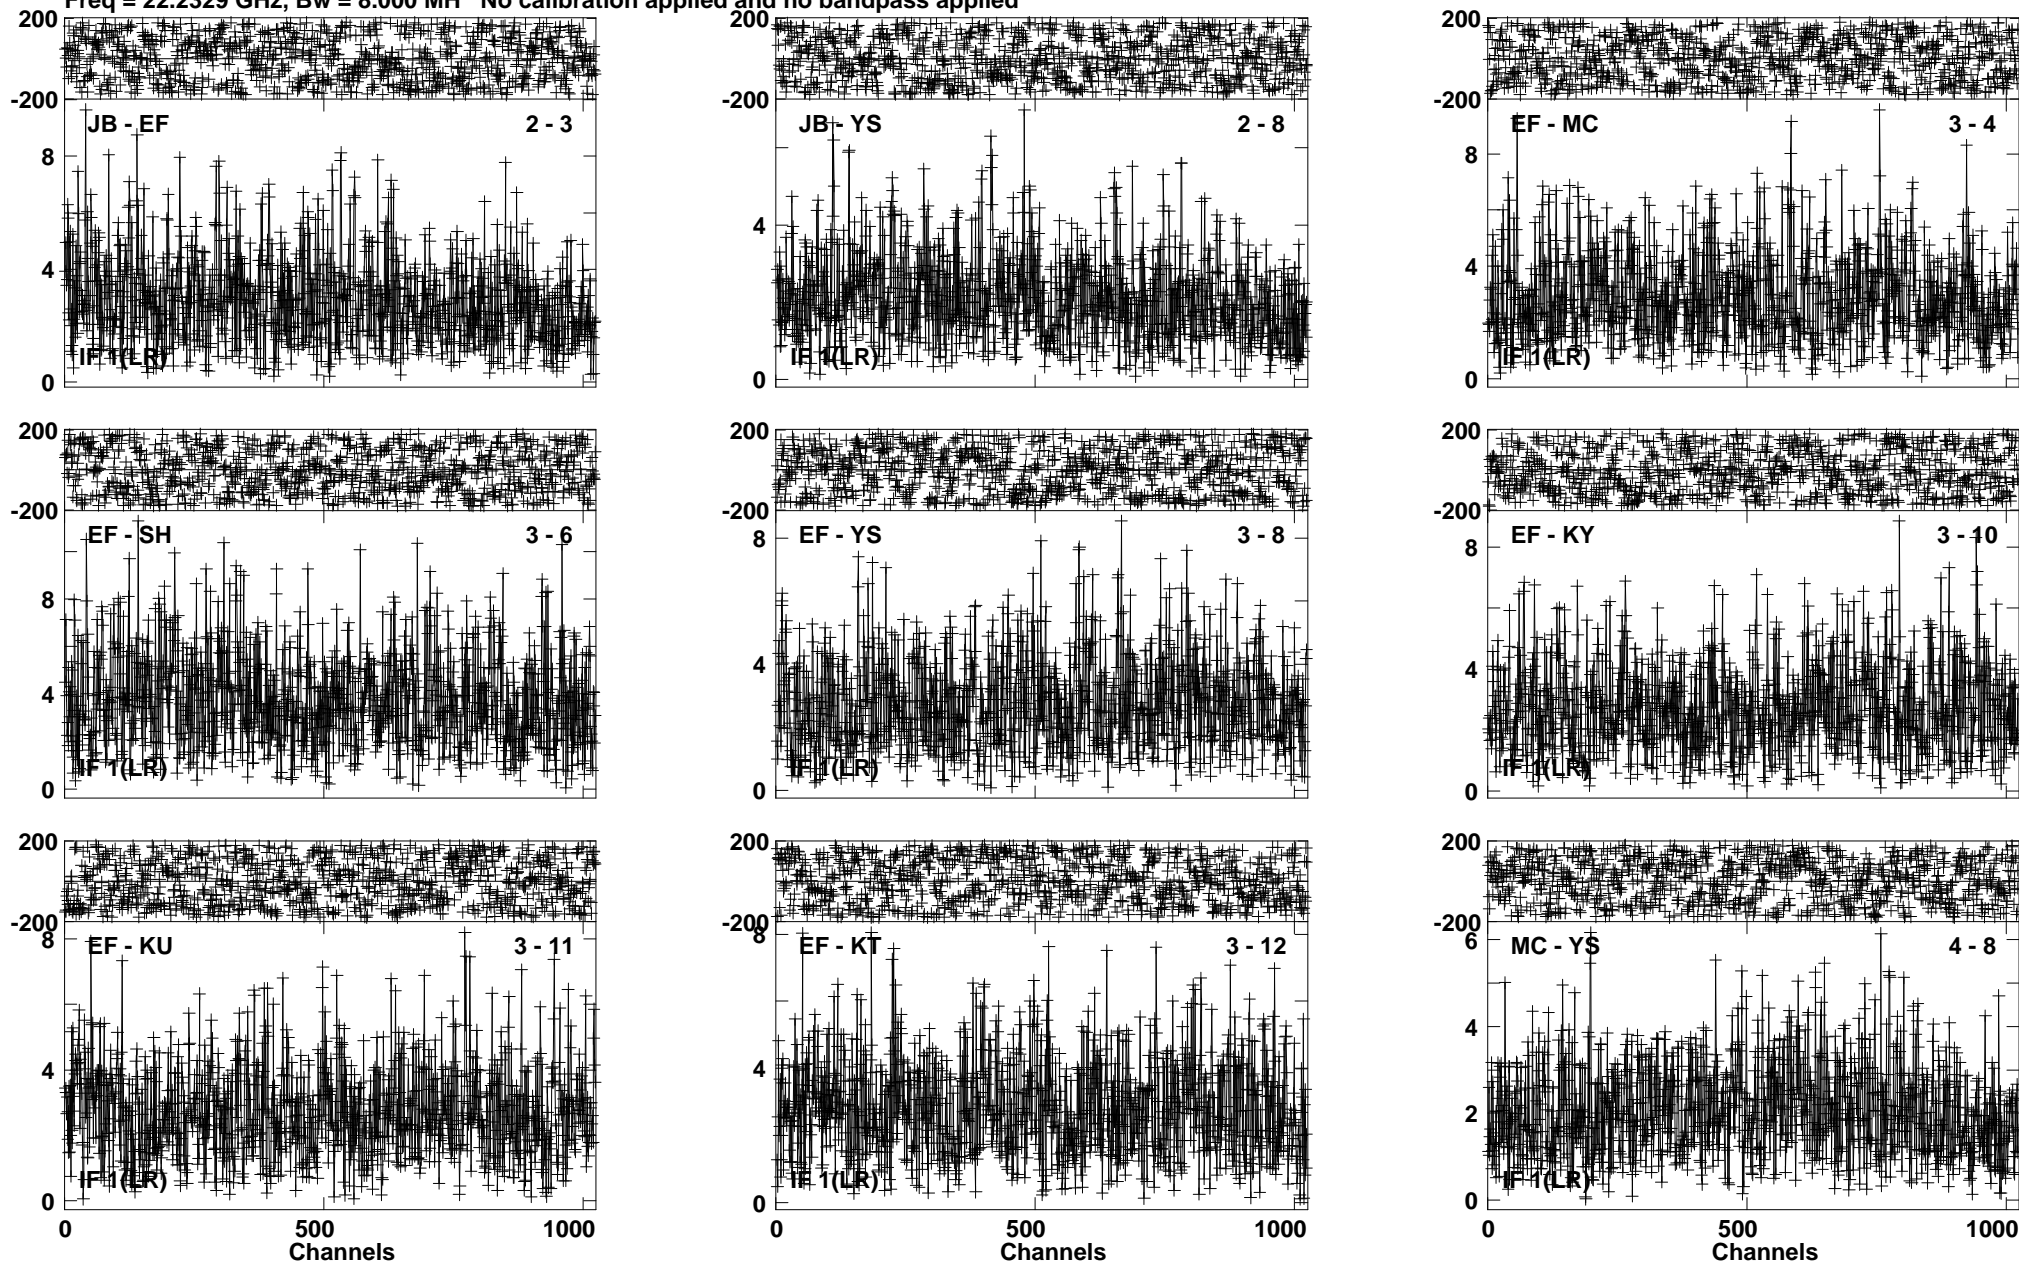 Freq = 22.2329 GHz, Bw = 8.000 MH No calibration applied and no bandpass applied
200 200 200
-200 -200 -200
JB - EF 2 - 3 JB - YS 2 - 8 EF - MC 3 - 4
8 8
4 4 4
IF 1(LR) IF 1(LR) IF 1(LR)
0 0 0
200 200 200
-200 -200 -200
EF - SH 3 - 6 EF - YS 3 - 8 EF - KY 3 - 10
8 8 8
4 4 4
IF 1(LR) IF 1(LR) IF 1(LR)
0 0 0
200 200 200
-200 -200 -200
8 8 6
EF - KU 3 - 11 EF - KT 3 - 12 MC - YS 4 - 8
4 4 4
2
IF 1(LR) IF 1(LR) IF 1(LR)
0 0 0
0 500 1000 0 500 1000 0 500 1000
Channels Channels Channels